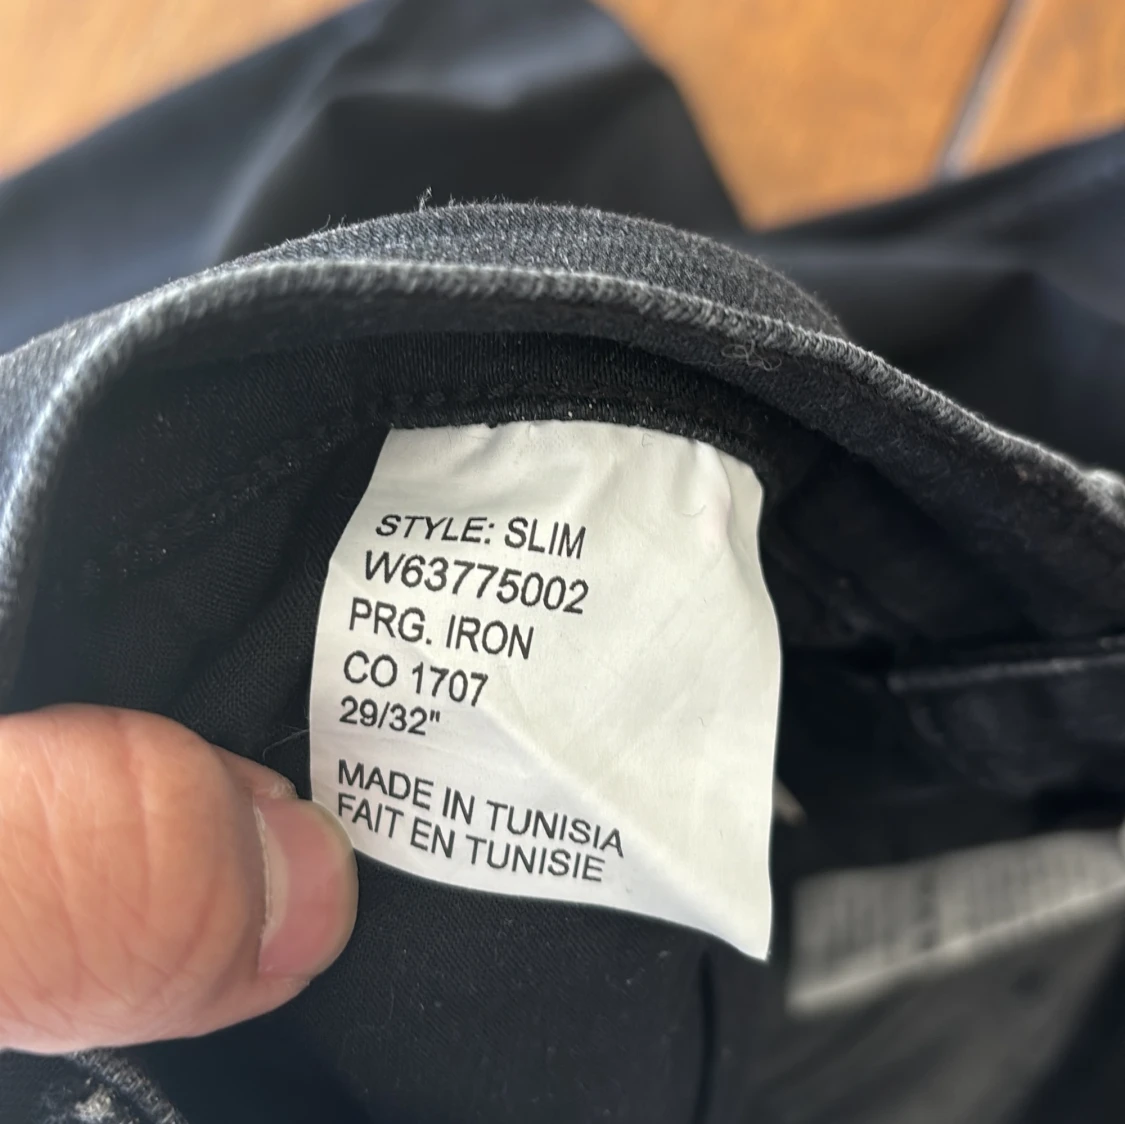 STYLE: SLIM
W63775002
PRG. IRON
CO 1707
29/32"
MADE IN TUNISIA
FAIT EN TUNISIE